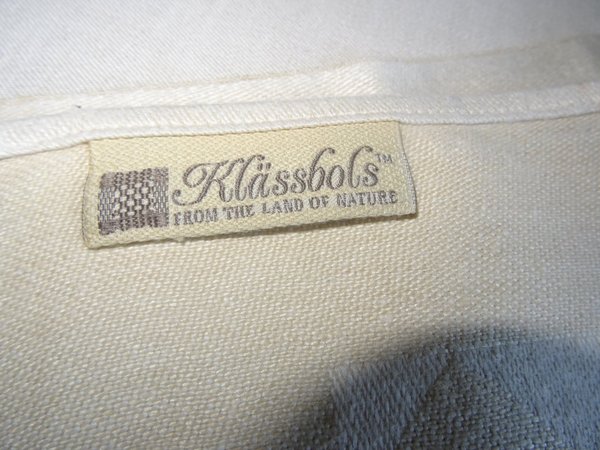 Klässbols™
FROM THE LAND OF NATURE